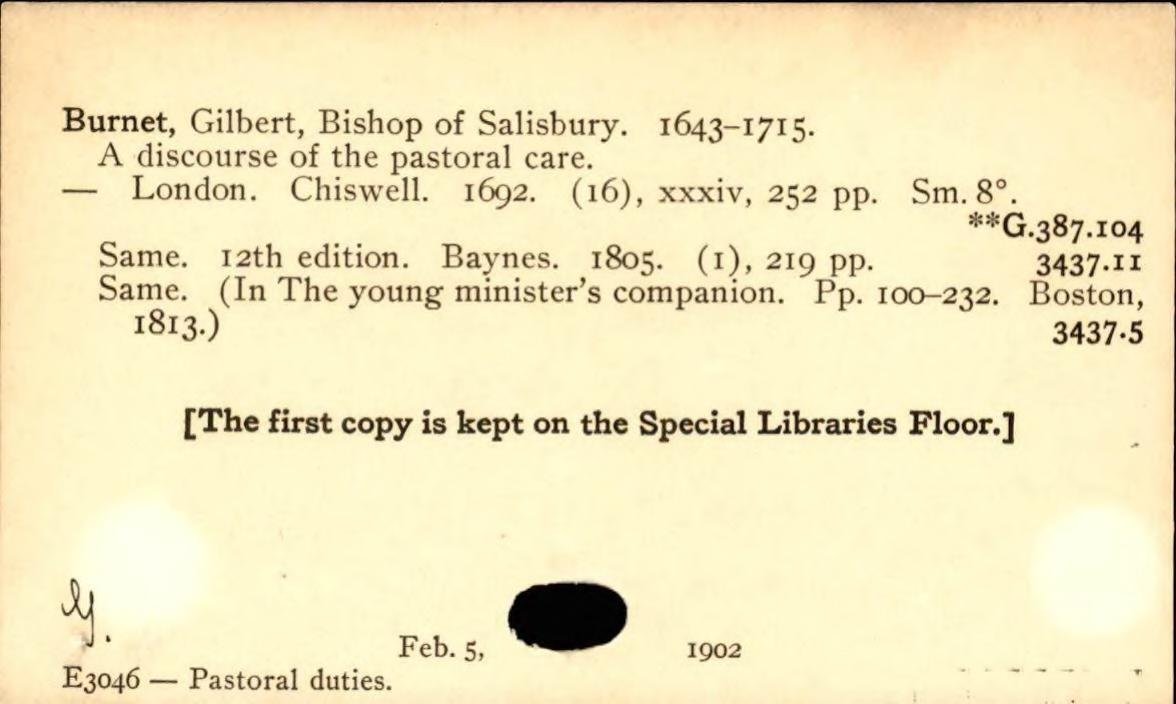 Burnet, Gilbert, Bishop of Salisbury. 1643–1715.
A discourse of the pastoral care.
— London. Chiswell. 1692. (16), xxxiv, 252 pp. Sm. 8°.
**G.387.104
Same. 12th edition. Baynes. 1805. (1), 219 pp. 3437.11
Same. (In The young minister's companion. Pp. 100–232. Boston,
1813.) 3437.5
[The first copy is kept on the Special Libraries Floor.]
G.
Feb. 5, 1902
E3046 — Pastoral duties.